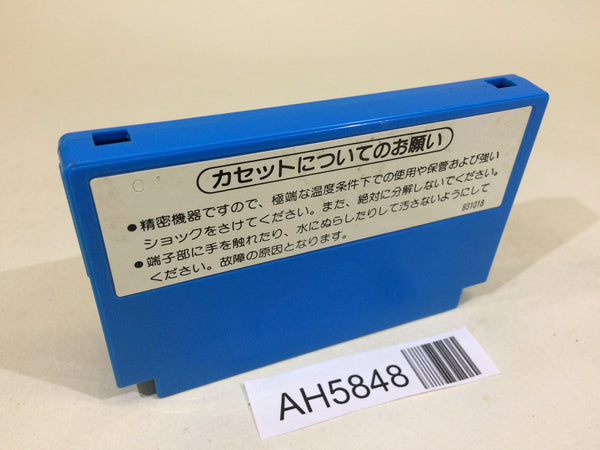 カセットについてのお願い
●精密機器ですので、極端な温度条件下での使用や保管および強い
ショックをさけてください。また、絶対に分解しないでください。
●端子部に手を触れたり、水にぬらしたりして汚さないようにして
ください。故障の原因となります。
831018
AH5848